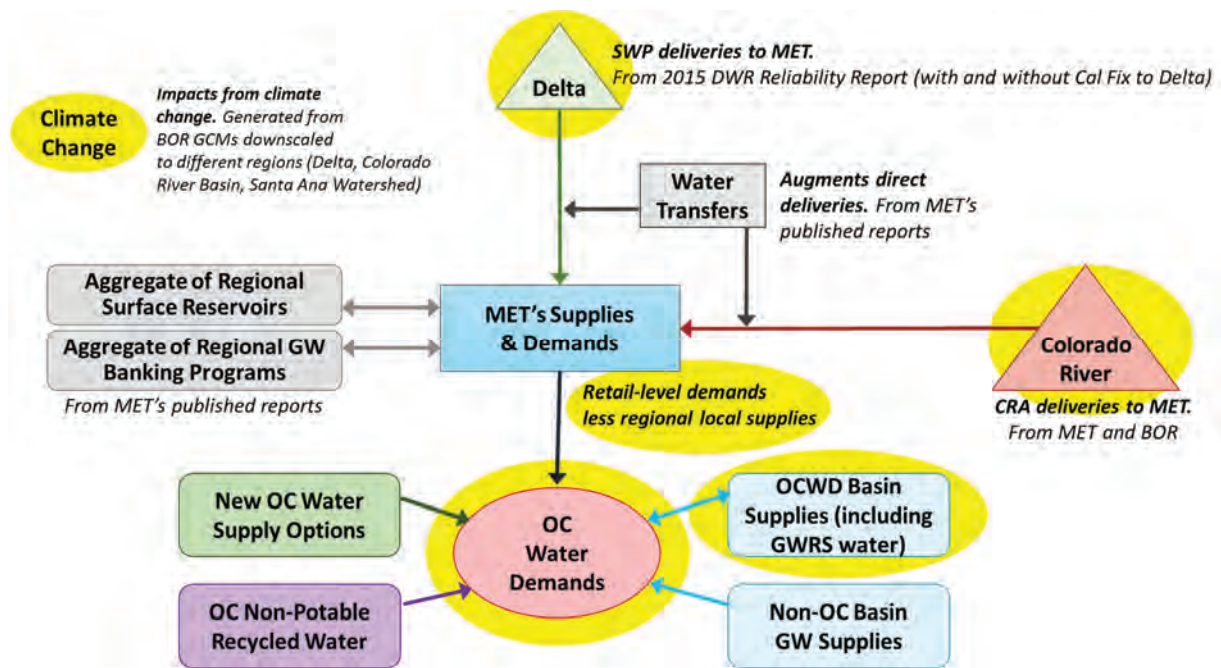 Delta
SWP deliveries to MET.
From 2015 DWR Reliability Report (with and without Cal Fix to Delta)
Climate
Change
Impacts from climate
change. Generated from
BOR GCMs downscaled
to different regions (Delta, Colorado
River Basin, Santa Ana Watershed)
Water
Transfers
Augments direct
deliveries. From MET's
published reports
Aggregate of Regional
Surface Reservoirs
Aggregate of Regional GW
Banking Programs
From MET's published reports
MET's Supplies
& Demands
Colorado
River
CRA deliveries to MET.
From MET and BOR
Retail-level demands
less regional local supplies
New OC Water
Supply Options
OC
Water
Demands
OCWD Basin
Supplies (including
GWRS water)
OC Non-Potable
Recycled Water
Non-OC Basin
GW Supplies